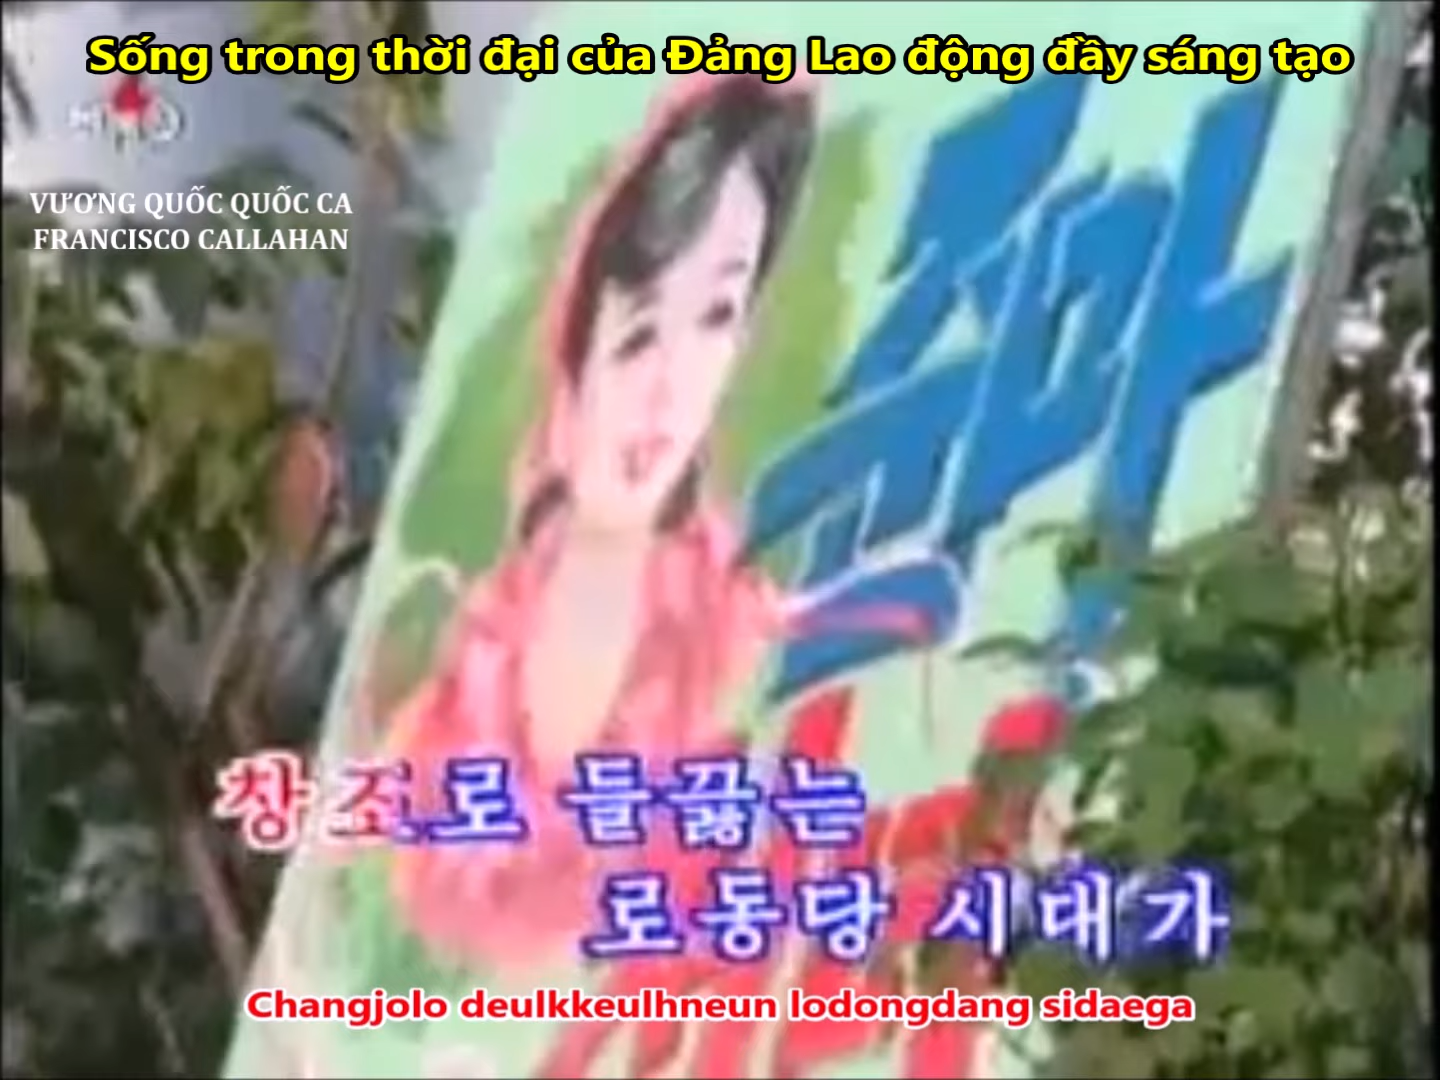 Sống trong thời đại của Đảng Lao động đầy sáng tạo
VƯƠNG QUỐC QUỐC CA
FRANCISCO CALLAHAN
창조로 들끓는
로동당 시대가
Changjolo deulkkeulhneun lodongdang sidaega